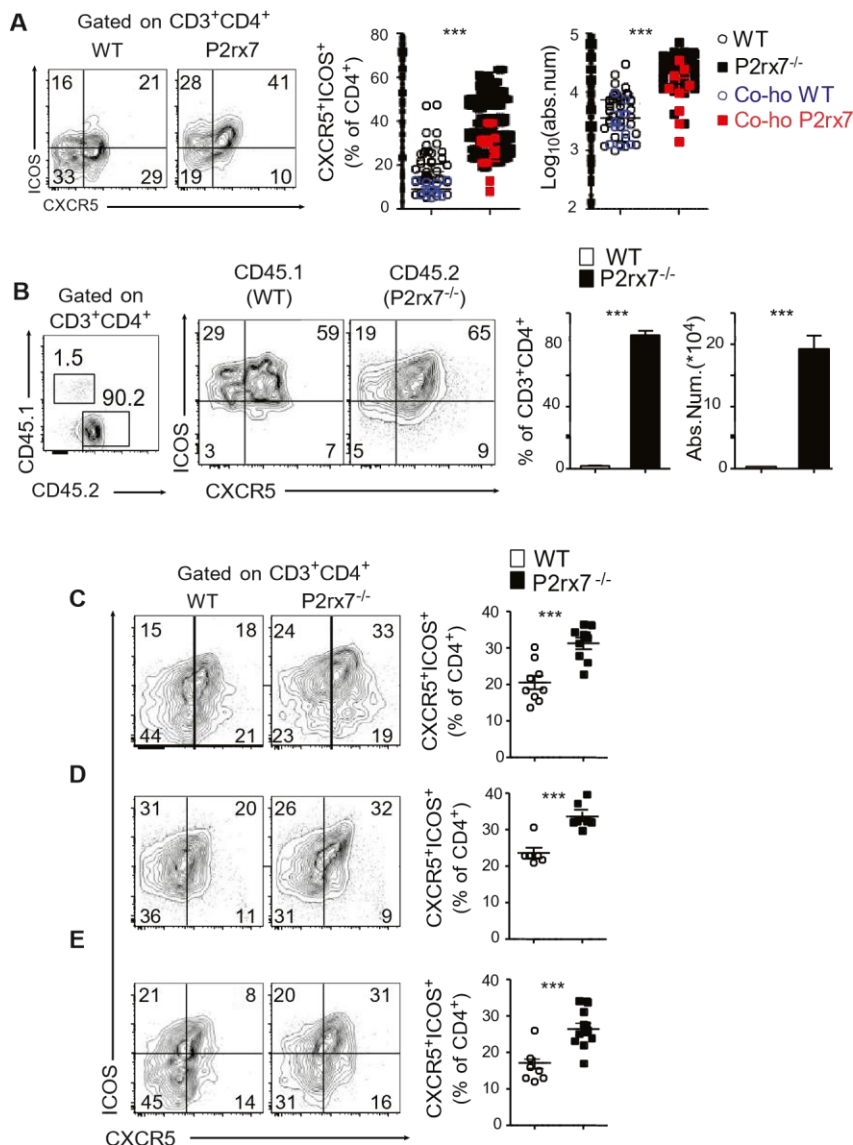 A
Gated on CD3+CD4+
WT P2rx7
16 21 28 41
33 29 19 10
ICOS
CXCR5
CXCR5+ICOS+
(% of CD4+)
80
60
40
20
0
***
Log10(abs.num)
5
4
3
2
***
WT
P2rx7-/-
Co-ho WT
Co-ho P2rx7
B
Gated on
CD3+CD4+
1.5
90.2
CD45.1
CD45.2
CD45.1
(WT)
CD45.2
(P2rx7-/-)
29 59 19 65
3 7 5 9
ICOS
CXCR5
WT
P2rx7-/-
% of CD3+CD4+
80
40
0
***
Abs.Num.(*10^4)
20
10
0
***
Gated on CD3+CD4+
WT P2rx7-/-
WT
P2rx7 -/-
C
15 18 24 33
44 21 23 19
CXCR5+ICOS+
(% of CD4+)
40
30
20
10
0
***
D
31 20 26 32
36 11 31 9
CXCR5+ICOS+
(% of CD4+)
40
30
20
10
0
***
E
21 8 20 31
45 14 31 16
CXCR5+ICOS+
(% of CD4+)
40
30
20
10
0
***
ICOS
CXCR5